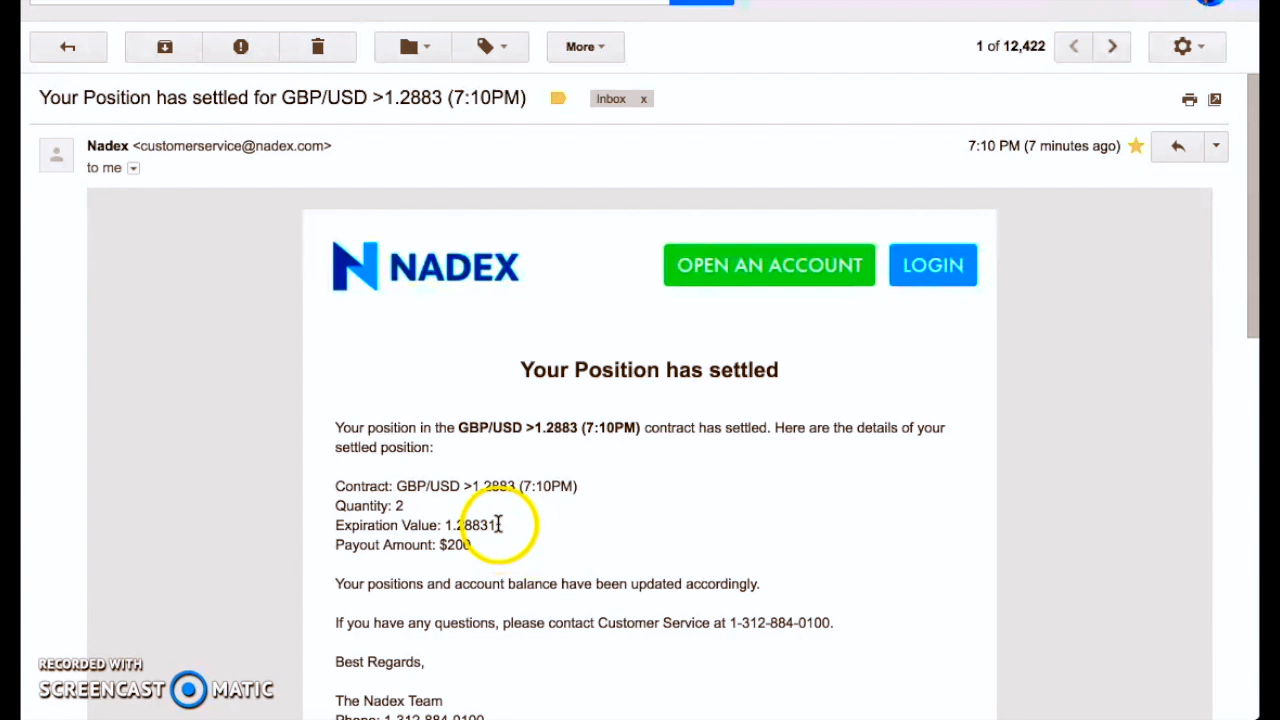 More
1 of 12,422
Your Position has settled for GBP/USD >1.2883 (7:10PM)
Inbox x
Nadex <customerservice@nadex.com>
7:10 PM (7 minutes ago)
to me
NADEX
OPEN AN ACCOUNT
LOGIN
Your Position has settled
Your position in the GBP/USD >1.2883 (7:10PM) contract has settled. Here are the details of your
settled position:
Contract: GBP/USD >1.2883 (7:10PM)
Quantity: 2
Expiration Value: 1.28831
Payout Amount: $200
Your positions and account balance have been updated accordingly.
If you have any questions, please contact Customer Service at 1-312-884-0100.
Best Regards,
The Nadex Team
Phone: 1-312-884-0100
RECORDED WITH
SCREENCAST MATIC